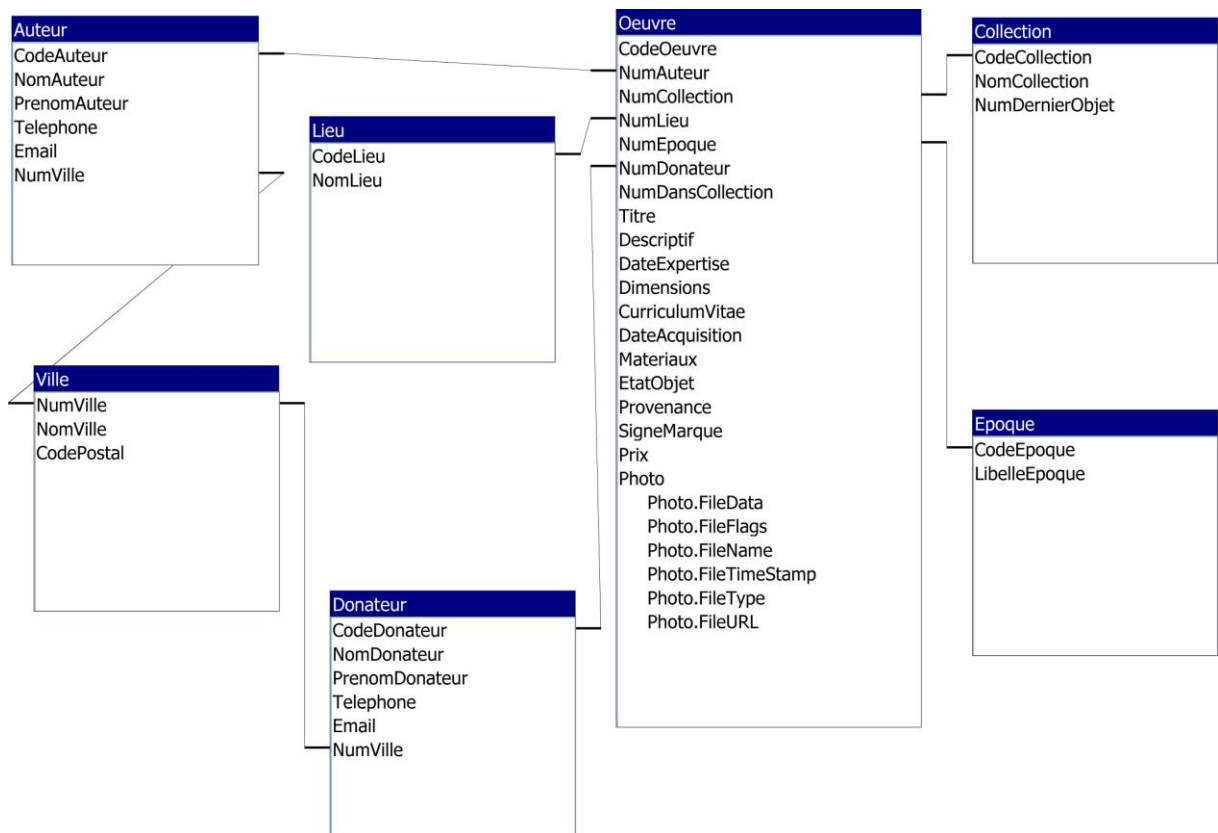 Auteur
CodeAuteur
NomAuteur
PrenomAuteur
Telephone
Email
NumVille
Lieu
CodeLieu
NomLieu
Oeuvre
CodeOeuvre
NumAuteur
NumCollection
NumLieu
NumEpoque
NumDonateur
NumDansCollection
Titre
Descriptif
DateExpertise
Dimensions
CurriculumVitae
DateAcquisition
Materiaux
EtatObjet
Provenance
SigneMarque
Prix
Photo
Photo.FileData
Photo.FileFlags
Photo.FileName
Photo.FileTimeStamp
Photo.FileType
Photo.FileURL
Collection
CodeCollection
NomCollection
NumDernierObjet
Ville
NumVille
NomVille
CodePostal
Epoque
CodeEpoque
LibelleEpoque
Donateur
CodeDonateur
NomDonateur
PrenomDonateur
Telephone
Email
NumVille